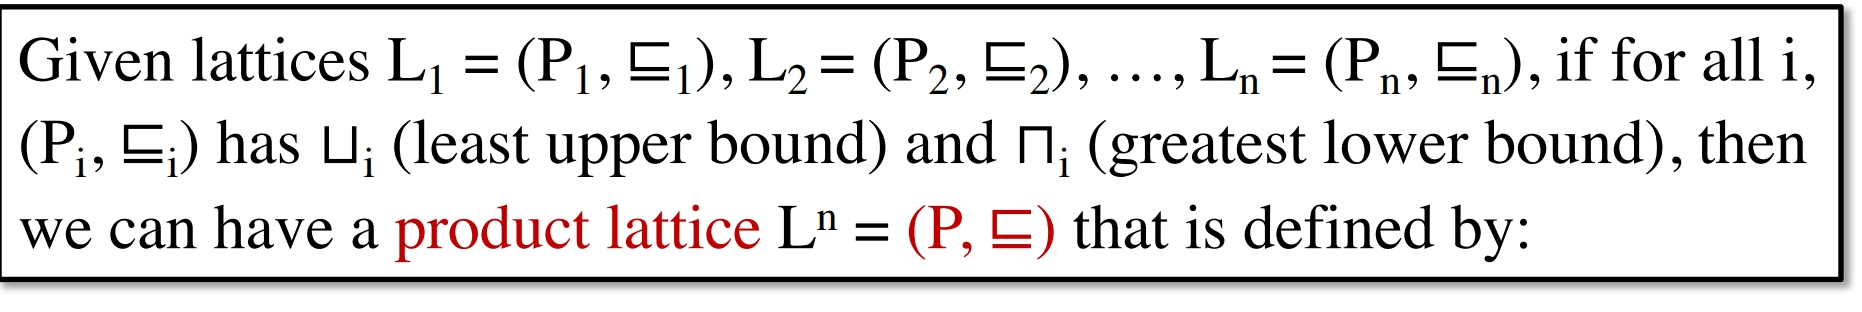 Given lattices L₁ = (P₁, ⊑₁), L₂ = (P₂, ⊑₂), …, Lₙ = (Pₙ, ⊑ₙ), if for all i,
(Pᵢ, ⊑ᵢ) has ⊔ᵢ (least upper bound) and ⊓ᵢ (greatest lower bound), then
we can have a product lattice Lⁿ = (P, ⊑) that is defined by: